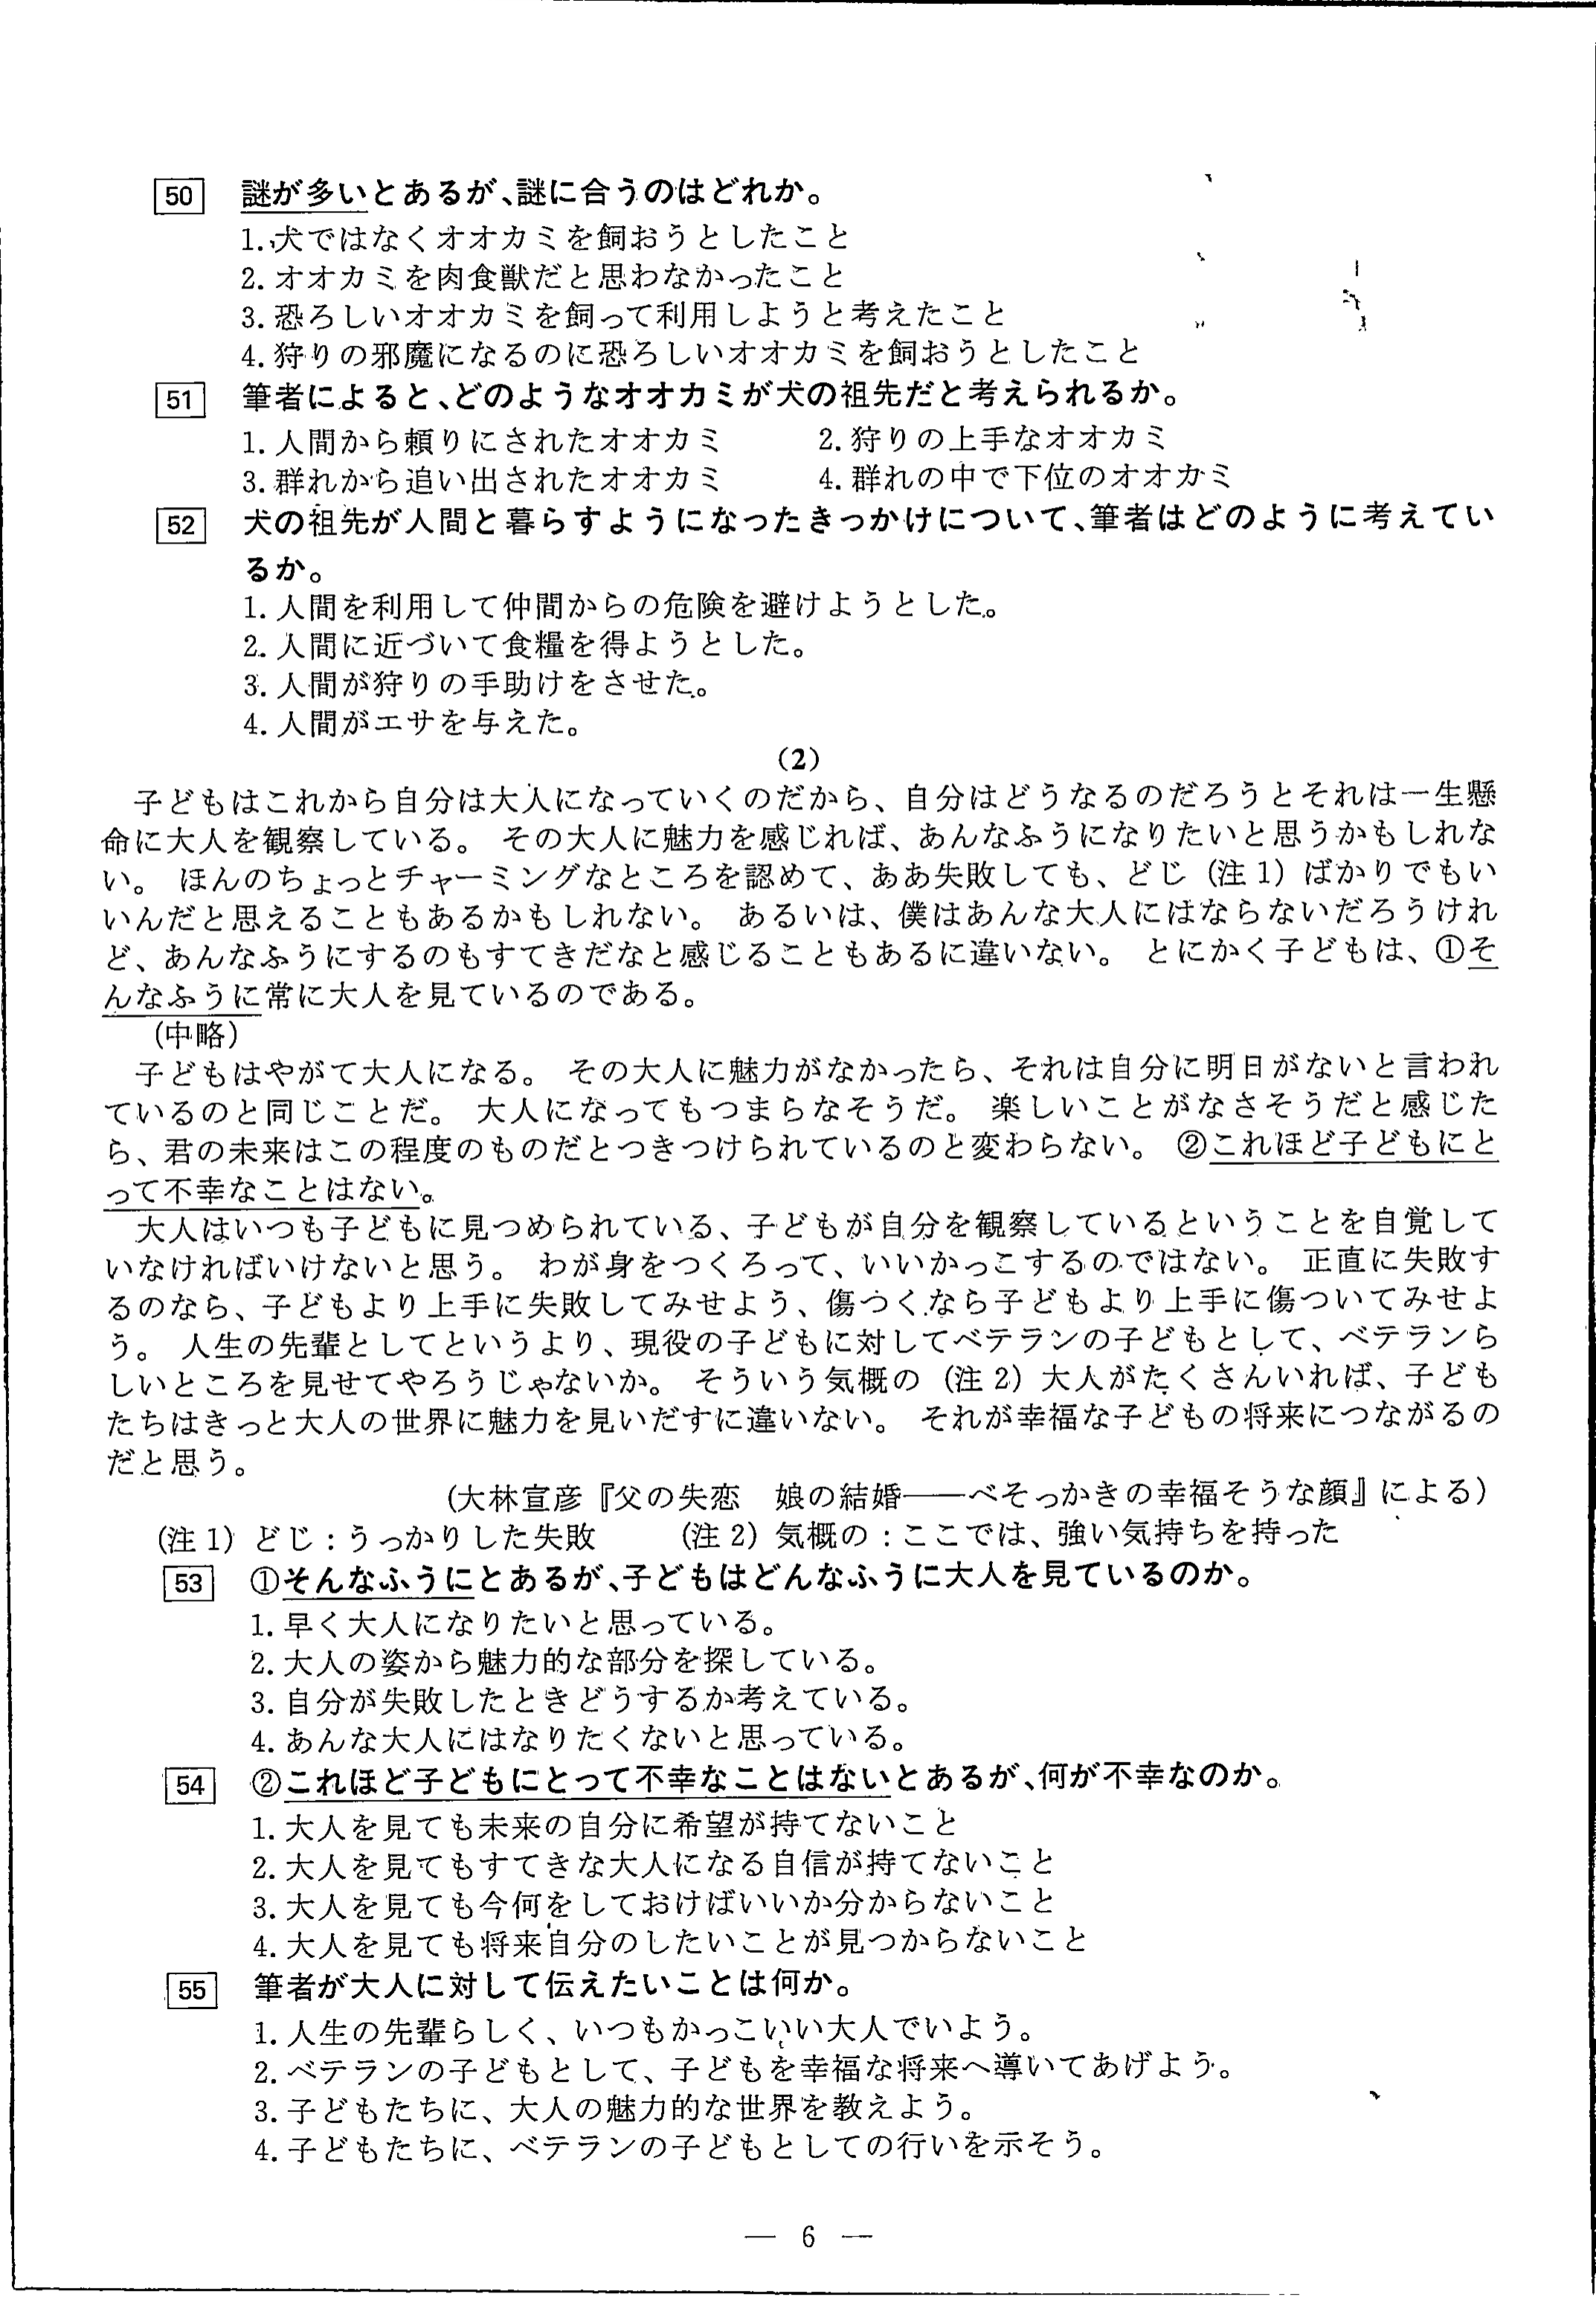 50 謎が多いとあるが、謎に合うのはどれか。
1. 犬ではなくオオカミを飼おうとしたこと
2. オオカミを肉食獣だと思わなかったこと
3. 恐ろしいオオカミを飼って利用しようと考えたこと
4. 狩りの邪魔になるのに恐ろしいオオカミを飼おうとしたこと
51 筆者によると、どのようなオオカミが犬の祖先だと考えられるか。
1. 人間から頼りにされたオオカミ 2. 狩りの上手なオオカミ
3. 群れから追い出されたオオカミ 4. 群れの中で下位のオオカミ
52 犬の祖先が人間と暮らすようになったきっかけについて、筆者はどのように考えてい
るか。
1. 人間を利用して仲間からの危険を避けようとした。
2. 人間に近づいて食糧を得ようとした。
3. 人間が狩りの手助けをさせた。
4. 人間がエサを与えた。
（2）
子どもはこれから自分は大人になっていくのだから、自分はどうなるのだろうとそれは一生懸
命に大人を観察している。 その大人に魅力を感じれば、あんなふうになりたいと思うかもしれな
い。 ほんのちょっとチャーミングなところを認めて、ああ失敗しても、どじ（注1）ばかりでもい
いんだと思えることもあるかもしれない。 あるいは、僕はあんな大人にはならないだろうけれ
ど、あんなふうにするのもすてきだなと感じることもあるに違いない。 とにかく子どもは、①そ
んなふうに常に大人を見ているのである。
（中略）
子どもはやがて大人になる。 その大人に魅力がなかったら、それは自分に明日がないと言われ
ているのと同じことだ。 大人になってもつまらなそうだ。 楽しいことがなさそうだと感じた
ら、君の未来はこの程度のものだとつきつけられているのと変わらない。 ②これほど子どもにと
って不幸なことはない。
大人はいつも子どもに見つめられている、子どもが自分を観察しているということを自覚して
いなければいけないと思う。 わが身をつくろって、いいかっこするのではない。 正直に失敗す
るのなら、子どもより上手に失敗してみせよう、傷つくなら子どもより上手に傷ついてみせよ
う。 人生の先輩としてというより、現役の子どもに対してベテランの子どもとして、ベテランら
しいところを見せてやろうじゃないか。 そういう気概の（注2）大人がたくさんいれば、子ども
たちはきっと大人の世界に魅力を見いだすに違いない。 それが幸福な子どもの将来につながるの
だと思う。
（大林宣彦『父の失恋 娘の結婚――べそっかきの幸福そうな顔』による）
（注1）どじ：うっかりした失敗 （注2）気概の：ここでは、強い気持ちを持った
53 ①そんなふうにとあるが、子どもはどんなふうに大人を見ているのか。
1. 早く大人になりたいと思っている。
2. 大人の姿から魅力的な部分を探している。
3. 自分が失敗したときどうするか考えている。
4. あんな大人にはなりたくないと思っている。
54 ②これほど子どもにとって不幸なことはないとあるが、何が不幸なのか。
1. 大人を見ても未来の自分に希望が持てないこと
2. 大人を見てもすてきな大人になる自信が持てないこと
3. 大人を見ても今何をしておけばいいか分からないこと
4. 大人を見ても将来自分のしたいことが見つからないこと
55 筆者が大人に対して伝えたいことは何か。
1. 人生の先輩らしく、いつもかっこいい大人でいよう。
2. ベテランの子どもとして、子どもを幸福な将来へ導いてあげよう。
3. 子どもたちに、大人の魅力的な世界を教えよう。
4. 子どもたちに、ベテランの子どもとしての行いを示そう。
— 6 —